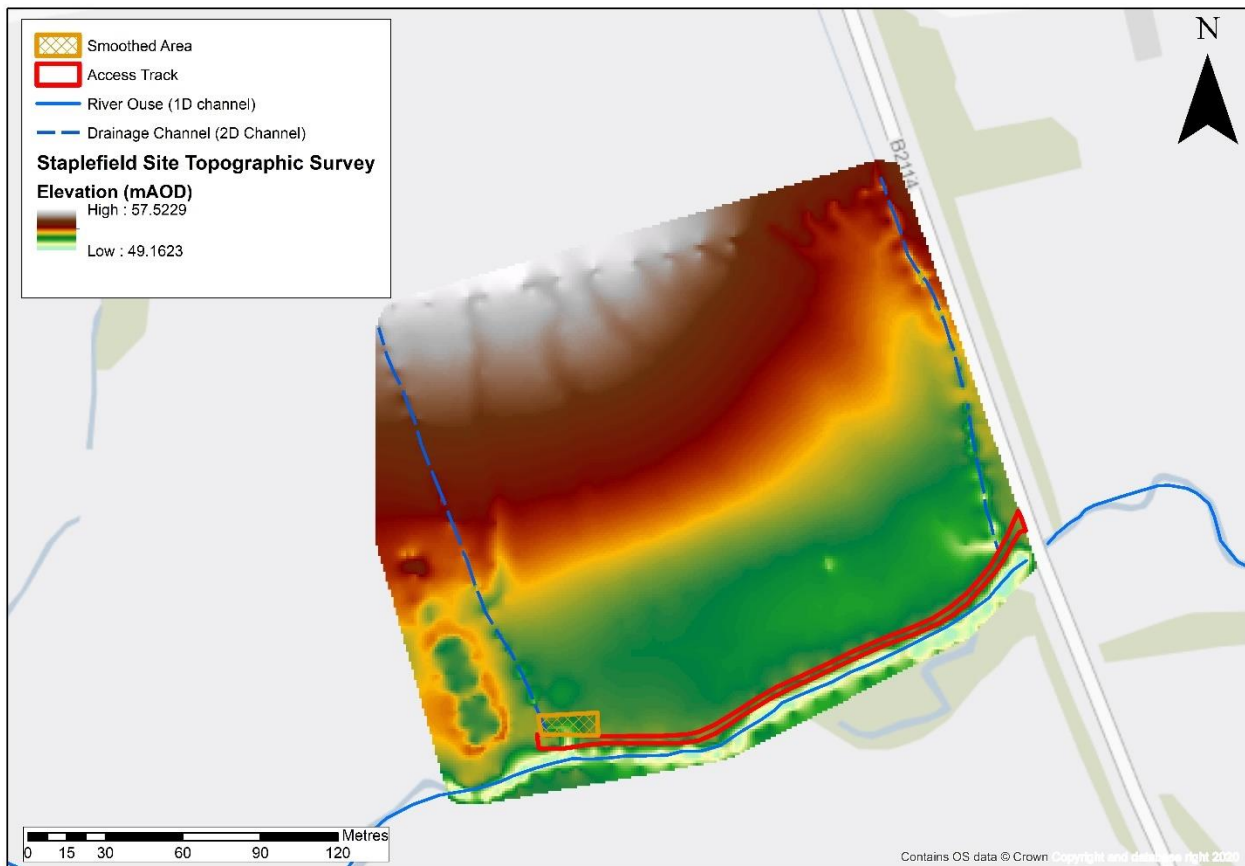 Smoothed Area
Access Track
River Ouse (1D channel)
Drainage Channel (2D Channel)
Staplefield Site Topographic Survey
Elevation (mAOD)
High : 57.5229
Low : 49.1623
N
B2114
Metres
0 15 30 60 90 120
Contains OS data © Crown Copyright and database right 2020